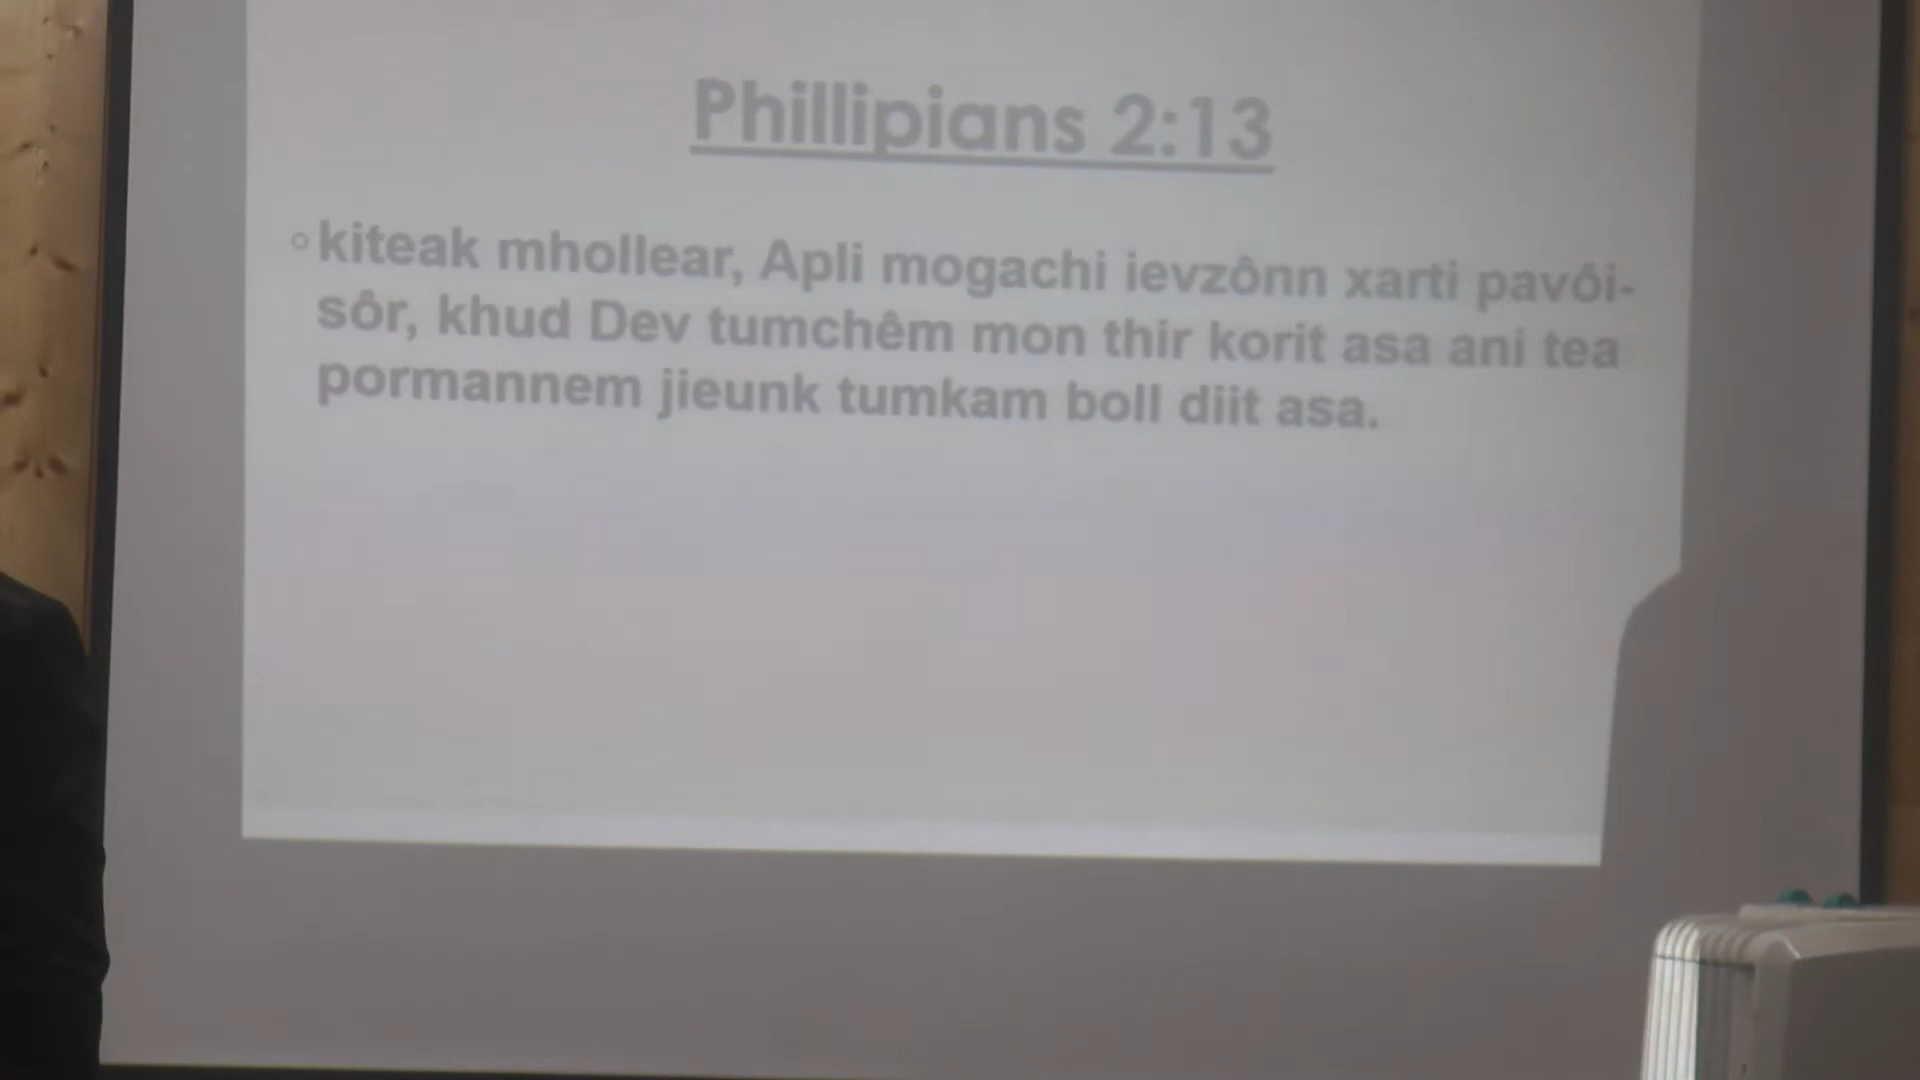 Phillipians 2:13
kiteak mhollear, Apli mogachi ievzônn xarti pavói-
sôr, khud Dev tumchêm mon thir korit asa ani tea
pormannem jieunk tumkam boll diit asa.